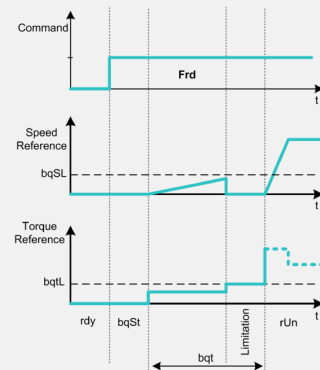 Command
Frd
t
Speed
Reference
bqSL
t
Torque
Reference
bqtL
t
rdy
bqSt
Limitation
rUn
bqt